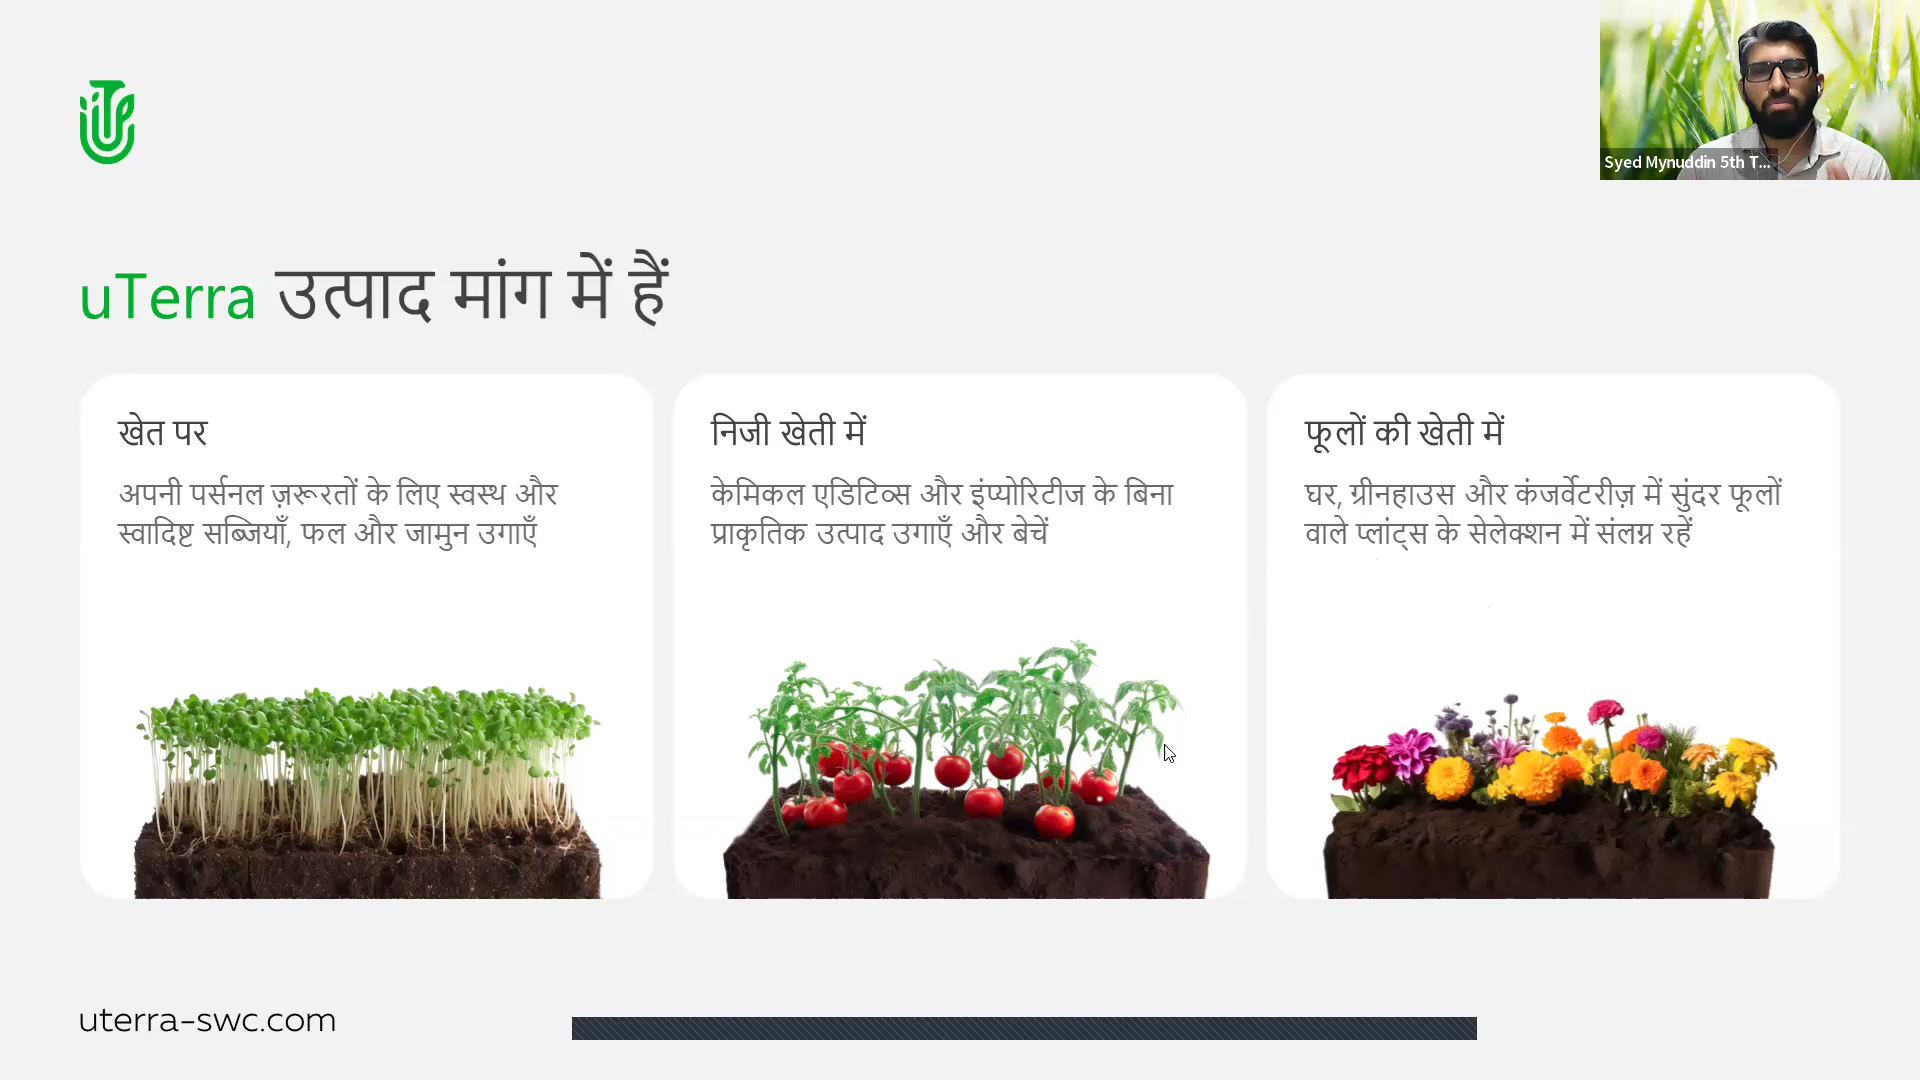 Syed Mynuddin 5th T...
uTerra उत्पाद मांग में हैं
खेत पर
अपनी पर्सनल ज़रूरतों के लिए स्वस्थ और
स्वादिष्ट सब्जियाँ, फल और जामुन उगाएँ
निजी खेती में
केमिकल एडिटिव्स और इंप्योरिटीज के बिना
प्राकृतिक उत्पाद उगाएँ और बेचें
फूलों की खेती में
घर, ग्रीनहाउस और कंजर्वेटरीज़ में सुंदर फूलों
वाले प्लांट्स के सेलेक्शन में संलग्न रहें
uterra-swc.com